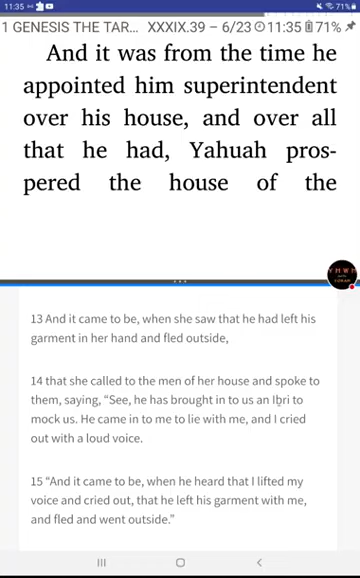 11:35
71%
1 GENESIS THE TAR... XXXIX.39 – 6/23 11:35 71%
And it was from the time he
appointed him superintendent
over his house, and over all
that he had, Yahuah pros-
pered the house of the
Y M W H
13 And it came to be, when she saw that he had left his
garment in her hand and fled outside,
14 that she called to the men of her house and spoke to
them, saying, “See, he has brought in to us an Iḇri to
mock us. He came in to me to lie with me, and I cried
out with a loud voice.
15 “And it came to be, when he heard that I lifted my
voice and cried out, that he left his garment with me,
and fled and went outside.”